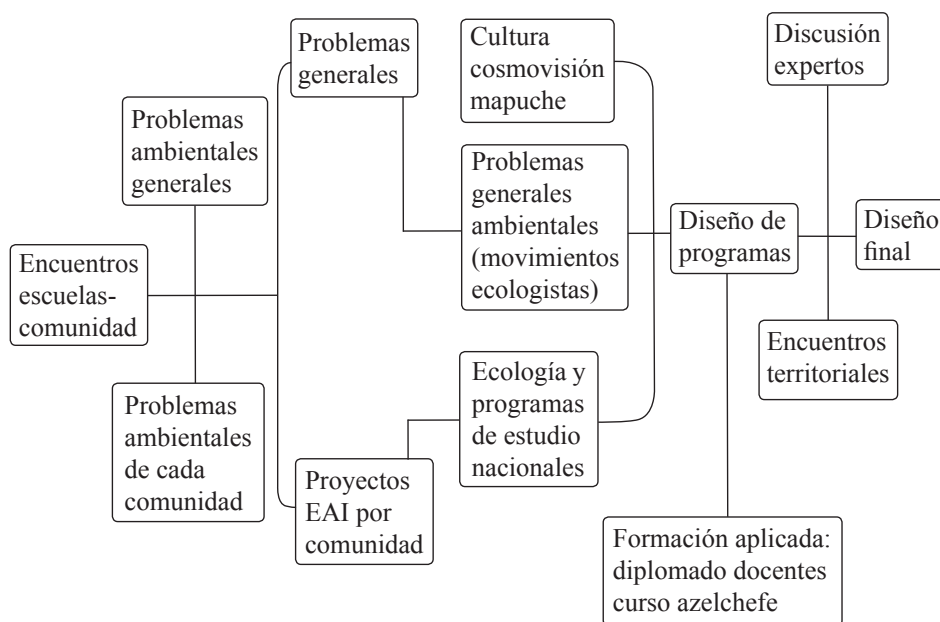 Encuentros
escuelas-
comunidad
Problemas
ambientales
generales
Problemas
ambientales
de cada
comunidad
Problemas
generales
Proyectos
EAI por
comunidad
Cultura
cosmovisión
mapuche
Problemas
generales
ambientales
(movimientos
ecologistas)
Ecología y
programas
de estudio
nacionales
Diseño de
programas
Formación aplicada:
diplomado docentes
curso azelchefe
Discusión
expertos
Diseño
final
Encuentros
territoriales